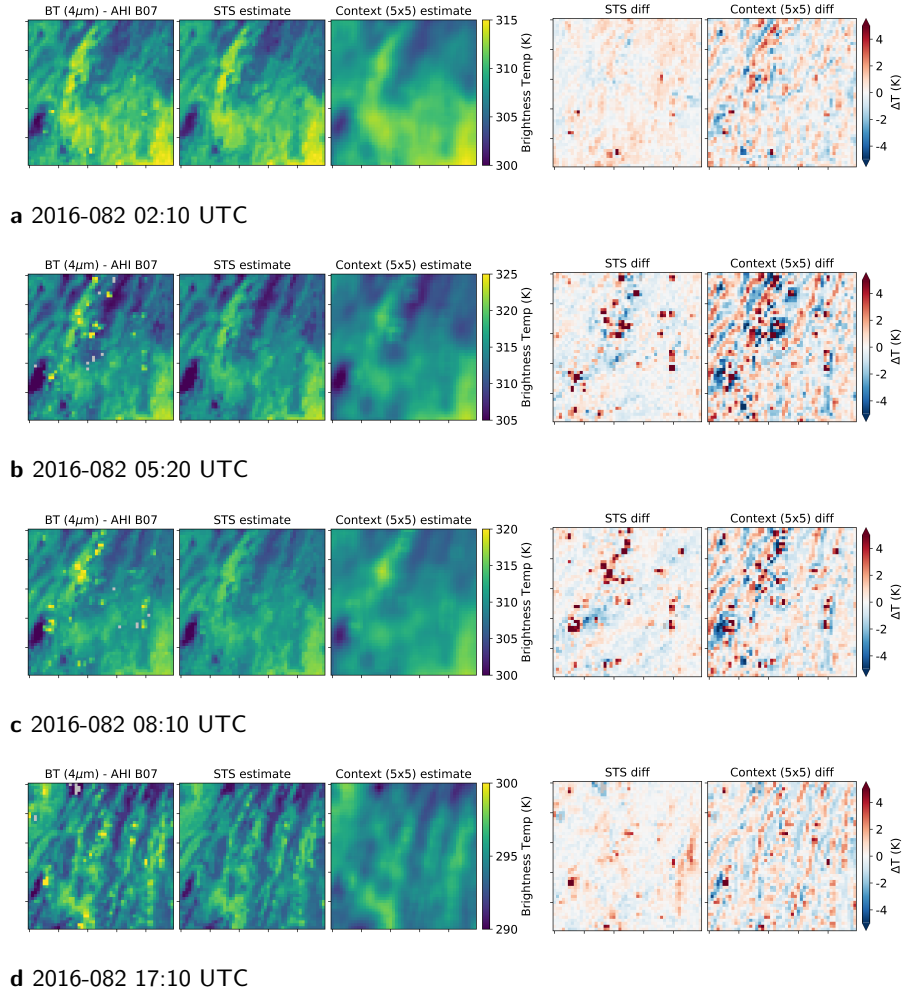 BT (4μm) - AHI B07 STS estimate Context (5x5) estimate STS diff Context (5x5) diff
315
310
305
300
Brightness Temp (K)
4
2
0
-2
-4
ΔT (K)
a 2016-082 02:10 UTC
BT (4μm) - AHI B07 STS estimate Context (5x5) estimate STS diff Context (5x5) diff
325
320
315
310
305
Brightness Temp (K)
4
2
0
-2
-4
ΔT (K)
b 2016-082 05:20 UTC
BT (4μm) - AHI B07 STS estimate Context (5x5) estimate STS diff Context (5x5) diff
320
315
310
305
300
Brightness Temp (K)
4
2
0
-2
-4
ΔT (K)
c 2016-082 08:10 UTC
BT (4μm) - AHI B07 STS estimate Context (5x5) estimate STS diff Context (5x5) diff
300
295
290
Brightness Temp (K)
4
2
0
-2
-4
ΔT (K)
d 2016-082 17:10 UTC